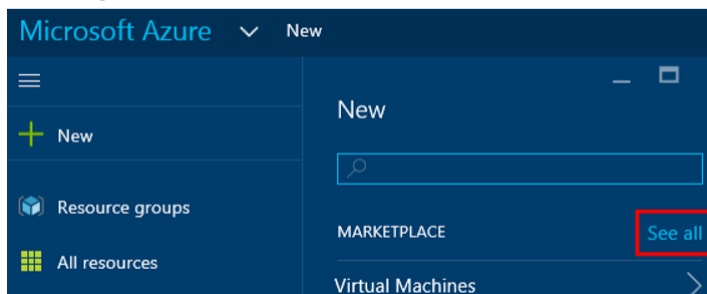 Microsoft Azure New
New
Resource groups
All resources
New
MARKETPLACE See all
Virtual Machines